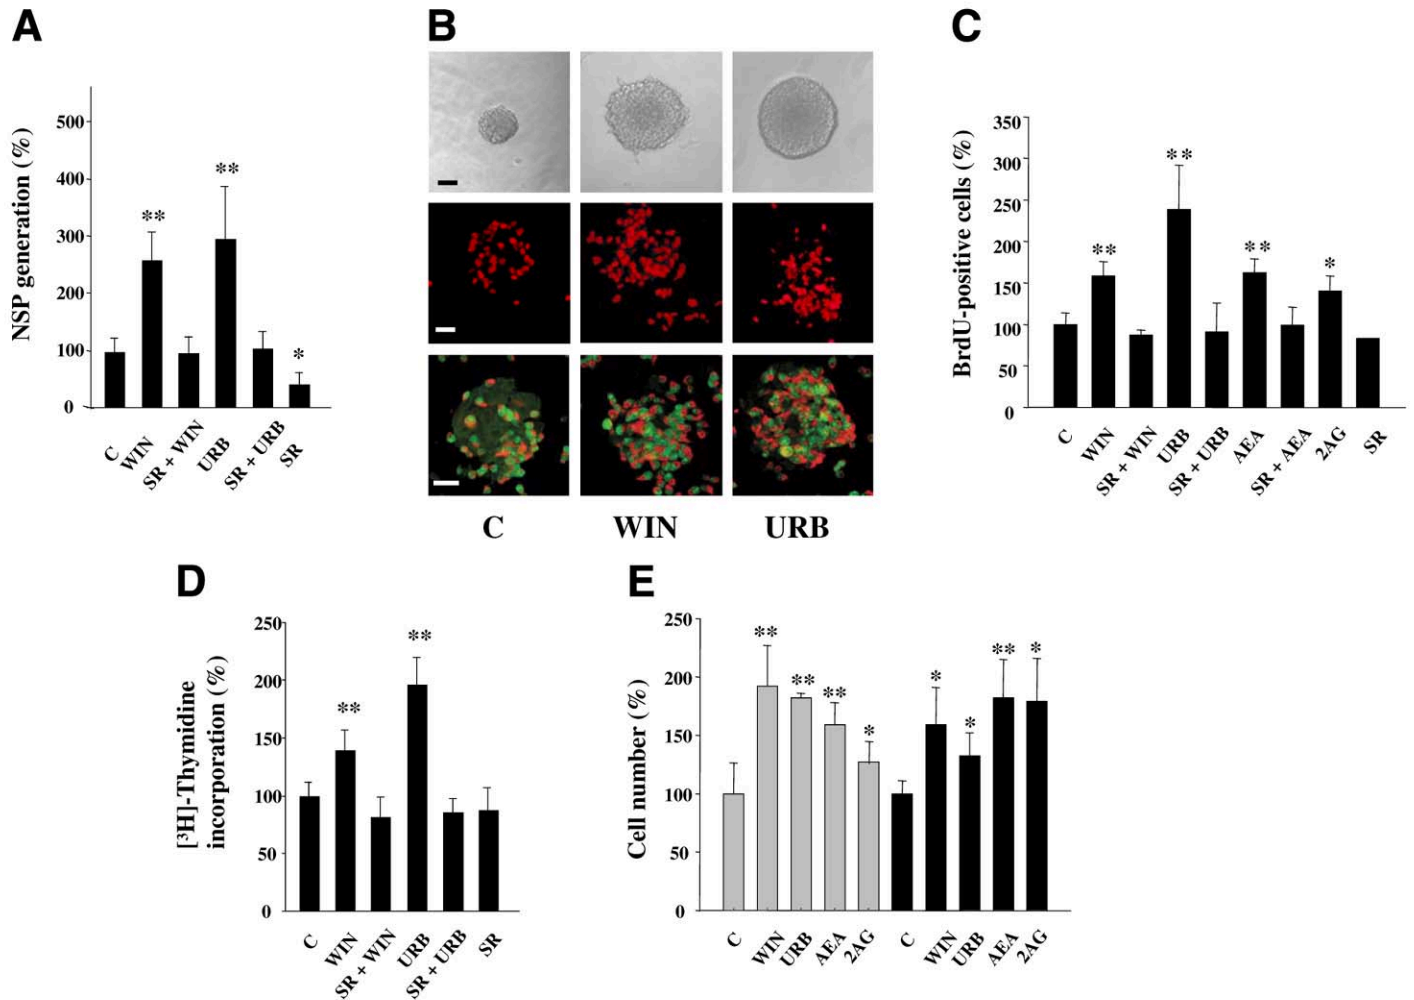 A
NSP generation (%)
500
400
300
200
100
0
**
**
*
C
WIN
SR + WIN
URB
SR + URB
SR
B
C
WIN
URB
C
BrdU-positive cells (%)
350
300
250
200
150
100
50
0
**
**
**
*
C
WIN
SR + WIN
URB
SR + URB
AEA
SR + AEA
2AG
SR
D
[³H]-Thymidine
incorporation (%)
250
200
150
100
50
0
**
**
C
WIN
SR + WIN
URB
SR + URB
SR
E
Cell number (%)
250
200
150
100
50
0
**
**
**
*
*
*
**
*
C
WIN
URB
AEA
2AG
C
WIN
URB
AEA
2AG